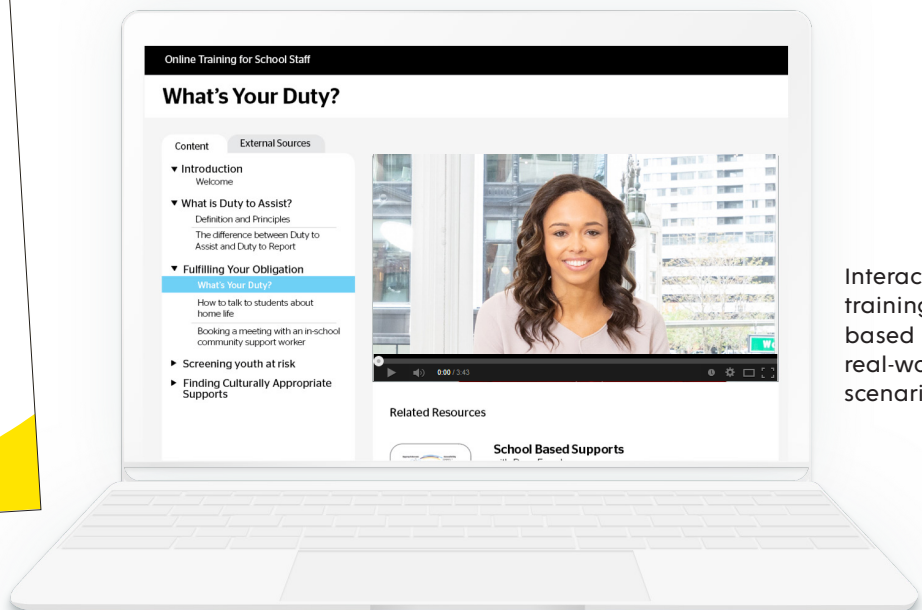 Online Training for School Staff
What's Your Duty?
Content
External Sources
▼ Introduction
Welcome
▼ What is Duty to Assist?
Definition and Principles
The difference between Duty to
Assist and Duty to Report
▼ Fulfilling Your Obligation
What's Your Duty?
How to talk to students about
home life
Booking a meeting with an in-school
community support worker
► Screening youth at risk
► Finding Culturally Appropriate
Supports
0:00 / 3:43
Related Resources
School Based Supports
Interac
training
based
real-wo
scenari